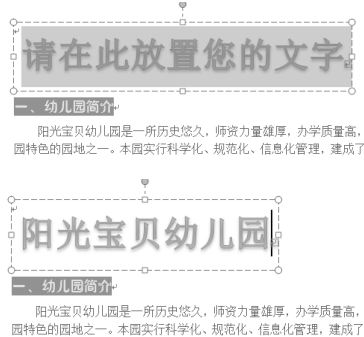 请在此放置您的文字
一、幼儿园简介
阳光宝贝幼儿园是一所历史悠久，师资力量雄厚，办学质量高，
园特色的园地之一。本园实行科学化、规范化、信息化管理，建成了
阳光宝贝幼儿园
一、幼儿园简介
阳光宝贝幼儿园是一所历史悠久，师资力量雄厚，办学质量高，
园特色的园地之一。本园实行科学化、规范化、信息化管理，建成了